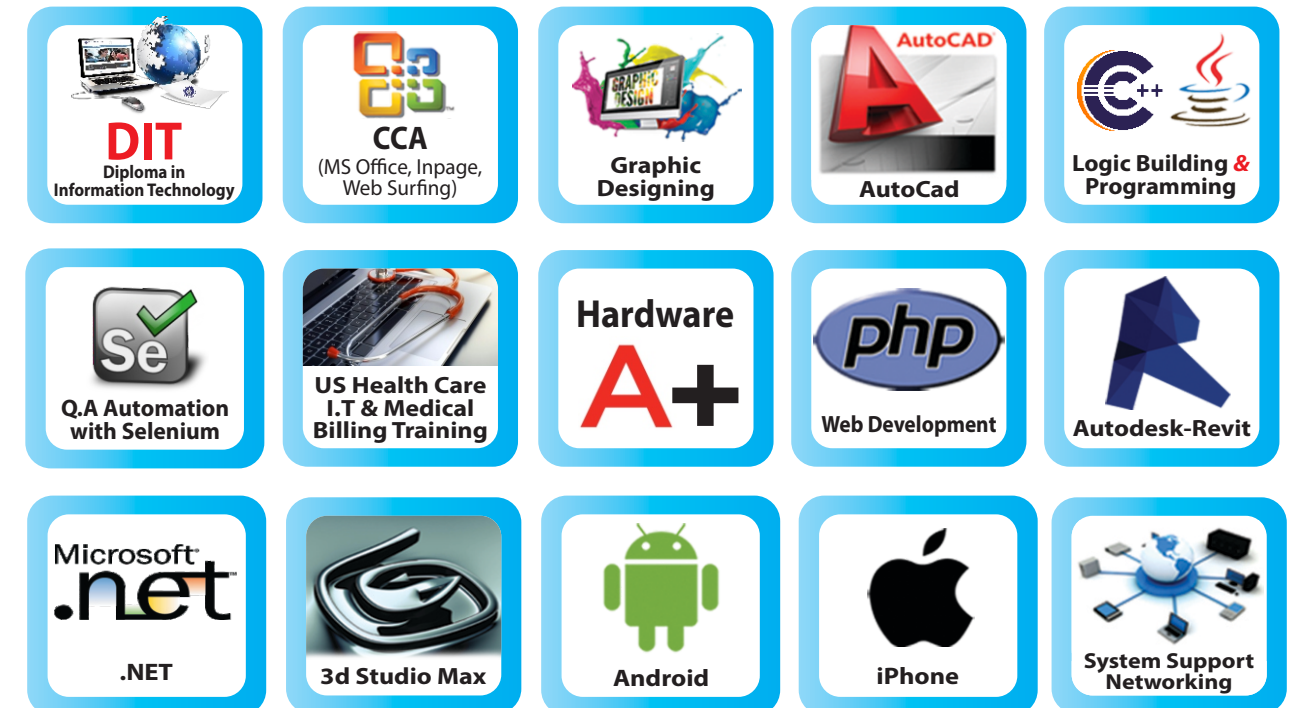 DIT
Diploma in
Information Technology
CCA
(MS Office, Inpage,
Web Surfing)
GRAPHIC
DESIGN
Graphic
Designing
AutoCAD
AutoCad
C++
Logic Building &
Programming
Se
Q.A Automation
with Selenium
US Health Care
I.T & Medical
Billing Training
Hardware
A+
php
Web Development
Autodesk-Revit
Microsoft
.net
.NET
3d Studio Max
Android
iPhone
System Support
Networking